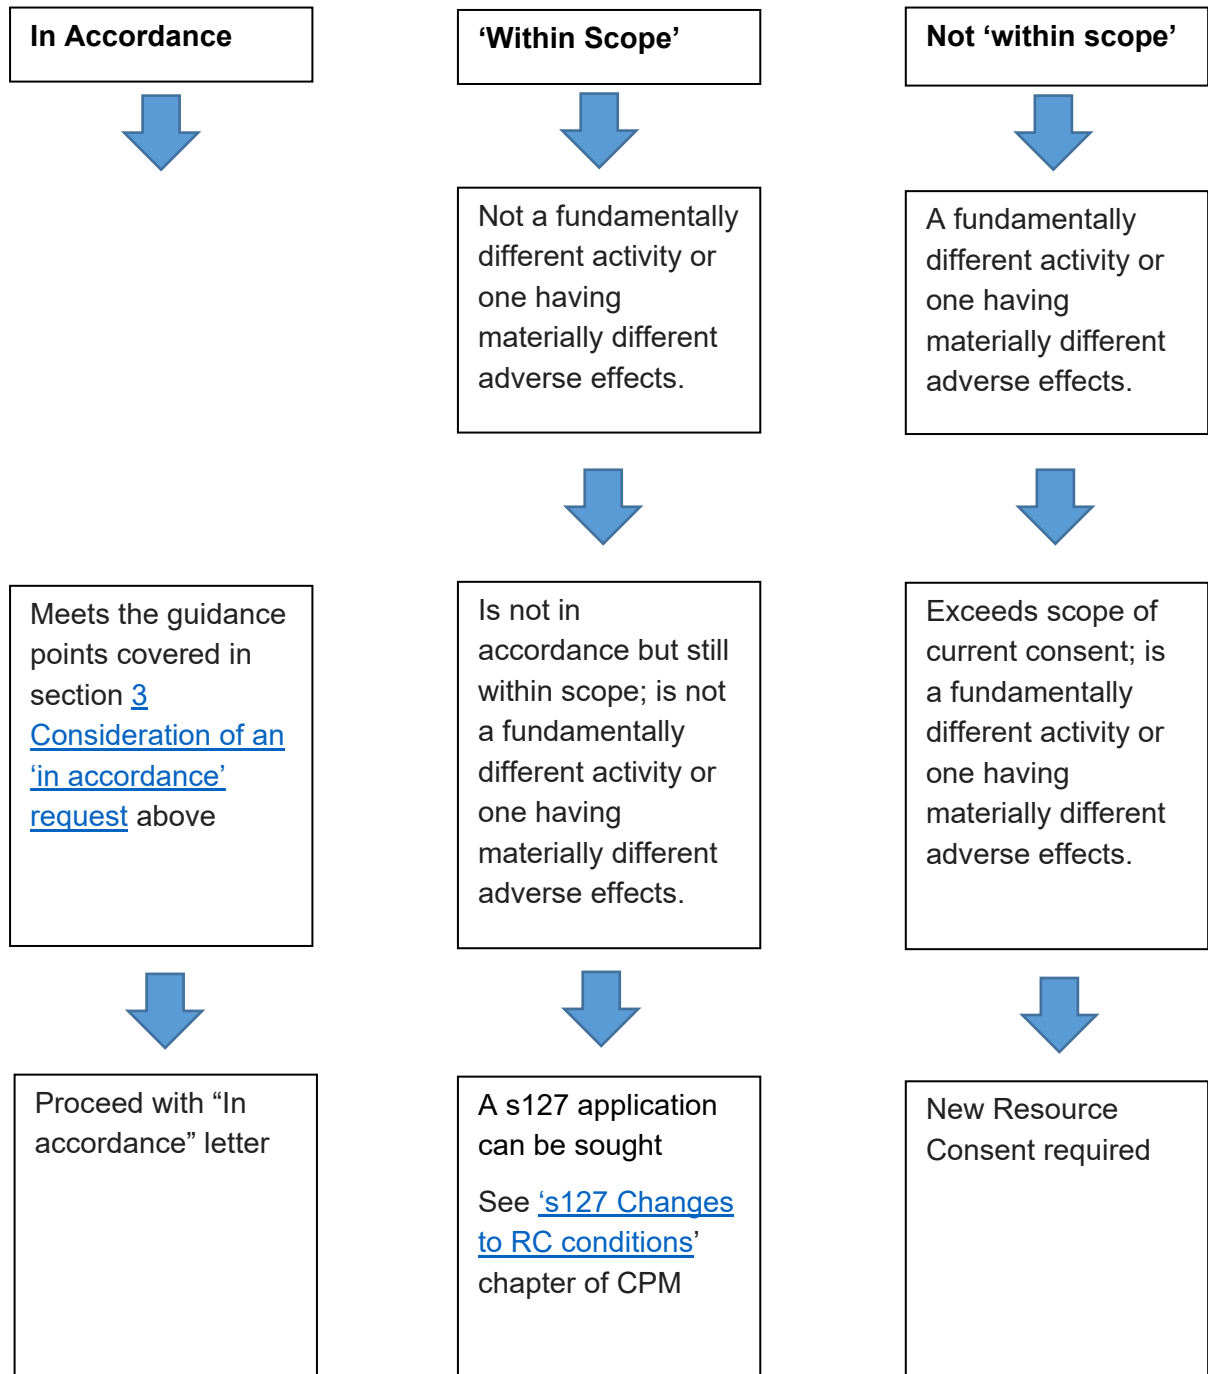 In Accordance
‘Within Scope’
Not ‘within scope’
Not a fundamentally
different activity or
one having
materially different
adverse effects.
A fundamentally
different activity or
one having
materially different
adverse effects.
Meets the guidance
points covered in
section 3
Consideration of an
‘in accordance’
request above
Is not in
accordance but still
within scope; is not
a fundamentally
different activity or
one having
materially different
adverse effects.
Exceeds scope of
current consent; is
a fundamentally
different activity or
one having
materially different
adverse effects.
Proceed with “In
accordance” letter
A s127 application
can be sought
See ‘s127 Changes
to RC conditions’
chapter of CPM
New Resource
Consent required